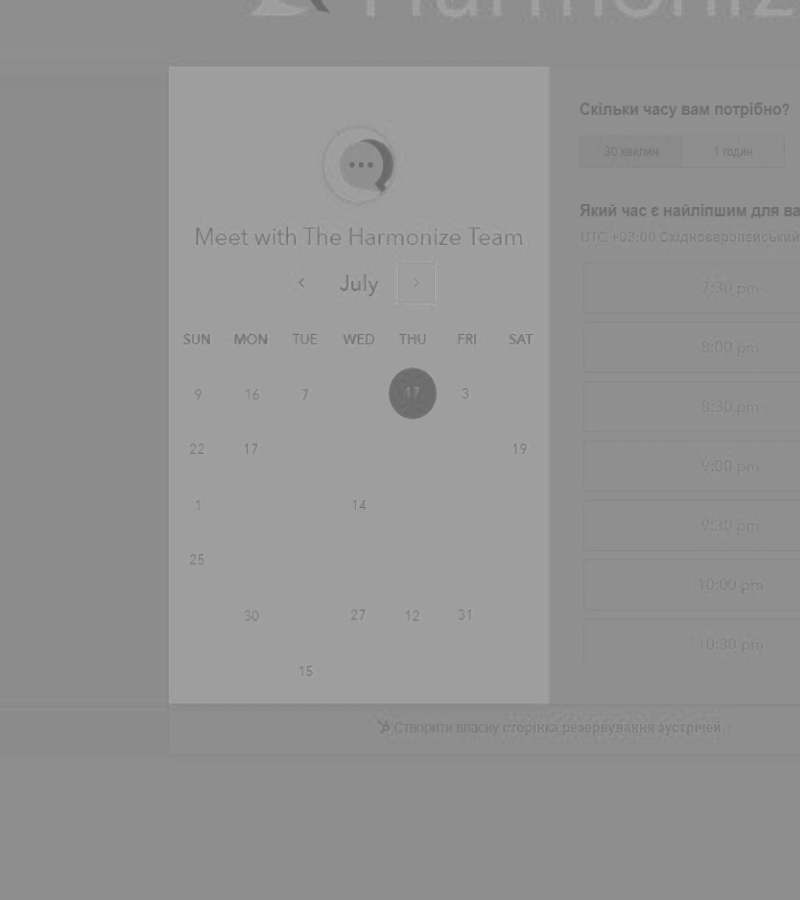 Harmoniz
Meet with The Harmonize Team
‹ July ›
SUN MON TUE WED THU FRI SAT
9 16 7 17 3
22 17 19
1 14
25
30 27 12 31
15
Скільки часу вам потрібно?
30 хвилин 1 годин
Який час є найліпшим для ва
UTC +03:00 Східноєвропейський
7:30 pm
8:00 pm
8:30 pm
9:00 pm
9:30 pm
10:00 pm
10:30 pm
Створити власну сторінка резервування зустрічей